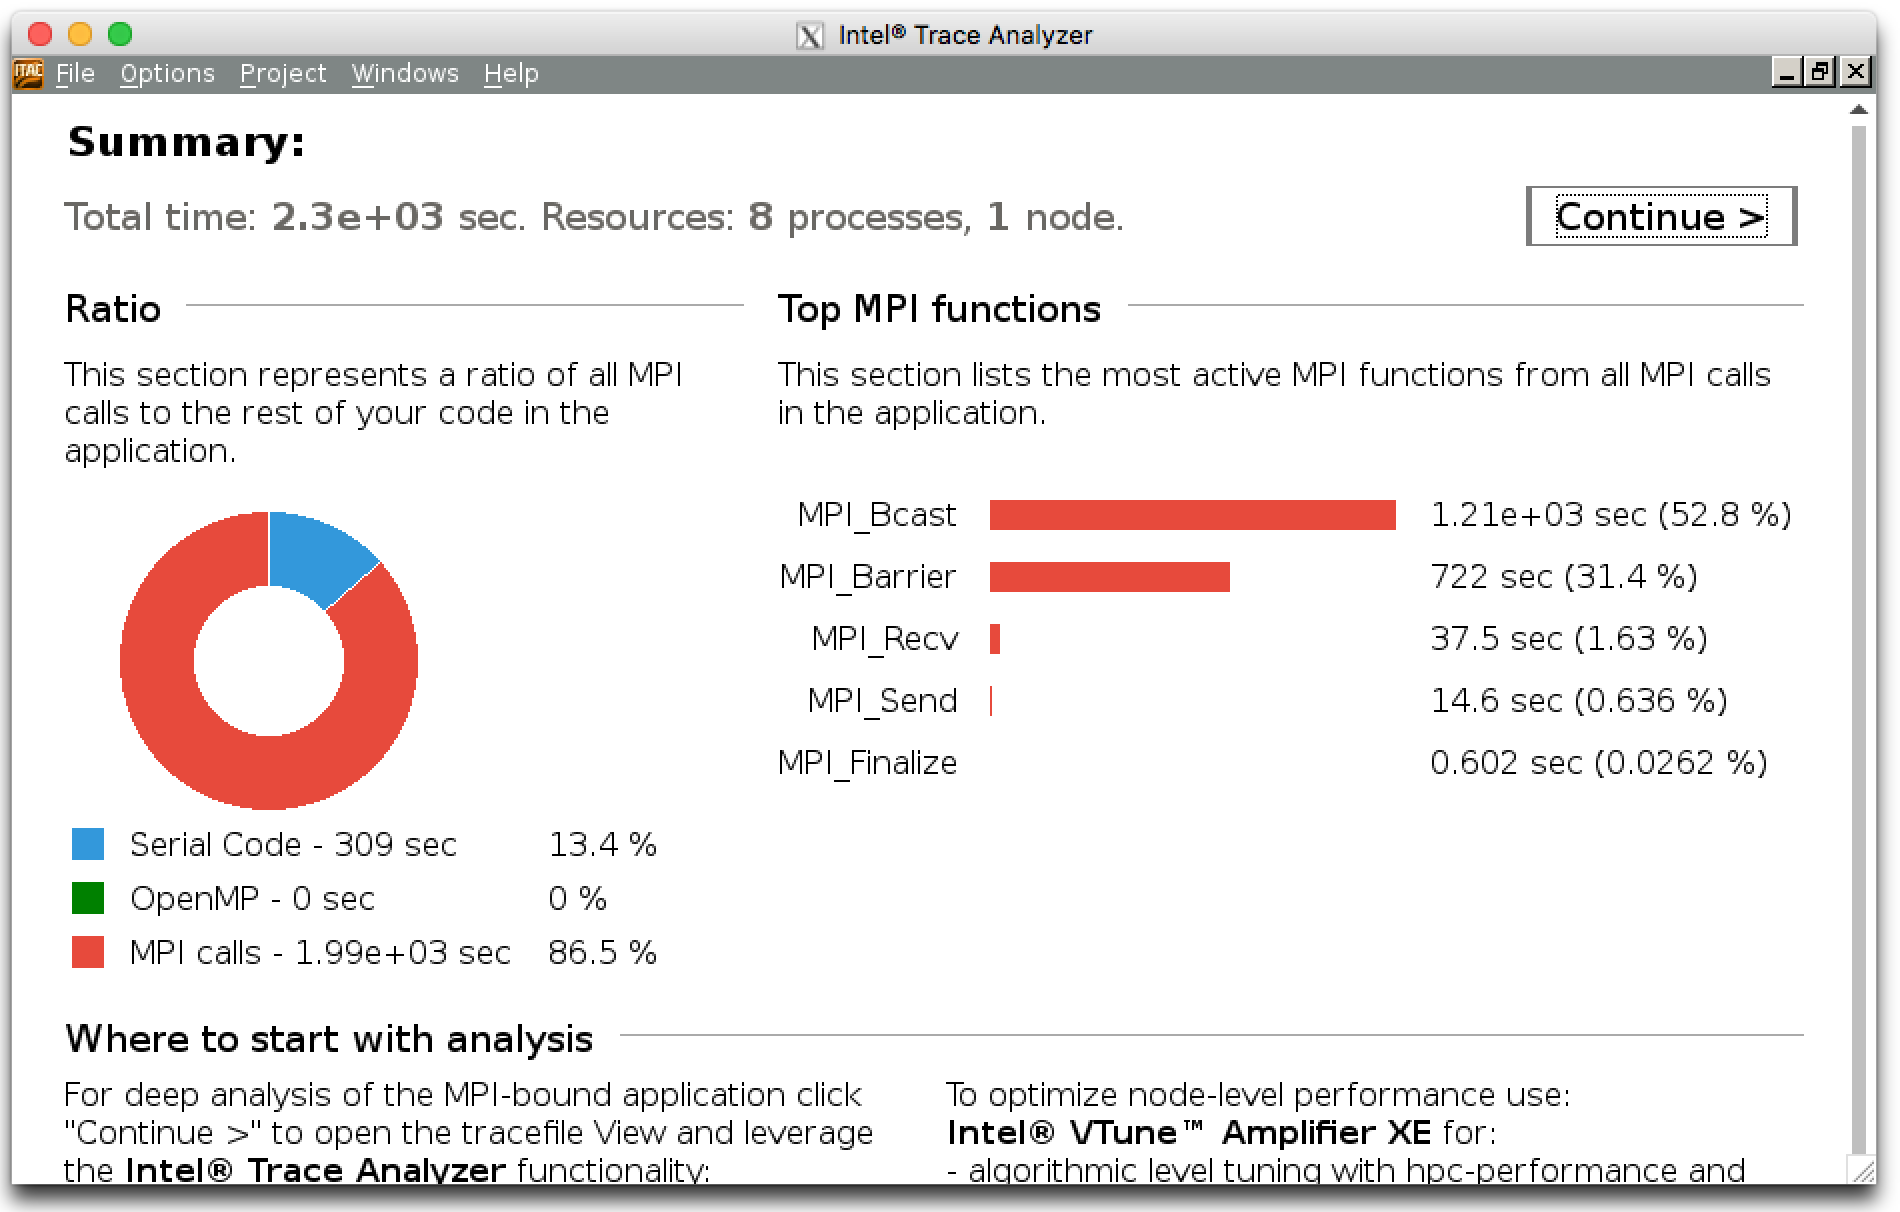 Intel® Trace Analyzer
ITAC File Options Project Windows Help
Summary:
Total time: 2.3e+03 sec. Resources: 8 processes, 1 node.
Continue >
Ratio
This section represents a ratio of all MPI
calls to the rest of your code in the
application.
Serial Code - 309 sec 13.4 %
OpenMP - 0 sec 0 %
MPI calls - 1.99e+03 sec 86.5 %
Top MPI functions
This section lists the most active MPI functions from all MPI calls
in the application.
MPI_Bcast 1.21e+03 sec (52.8 %)
MPI_Barrier 722 sec (31.4 %)
MPI_Recv 37.5 sec (1.63 %)
MPI_Send 14.6 sec (0.636 %)
MPI_Finalize 0.602 sec (0.0262 %)
Where to start with analysis
For deep analysis of the MPI-bound application click
"Continue >" to open the tracefile View and leverage
the Intel® Trace Analyzer functionality:
To optimize node-level performance use:
Intel® VTune™ Amplifier XE for:
- algorithmic level tuning with hpc-performance and